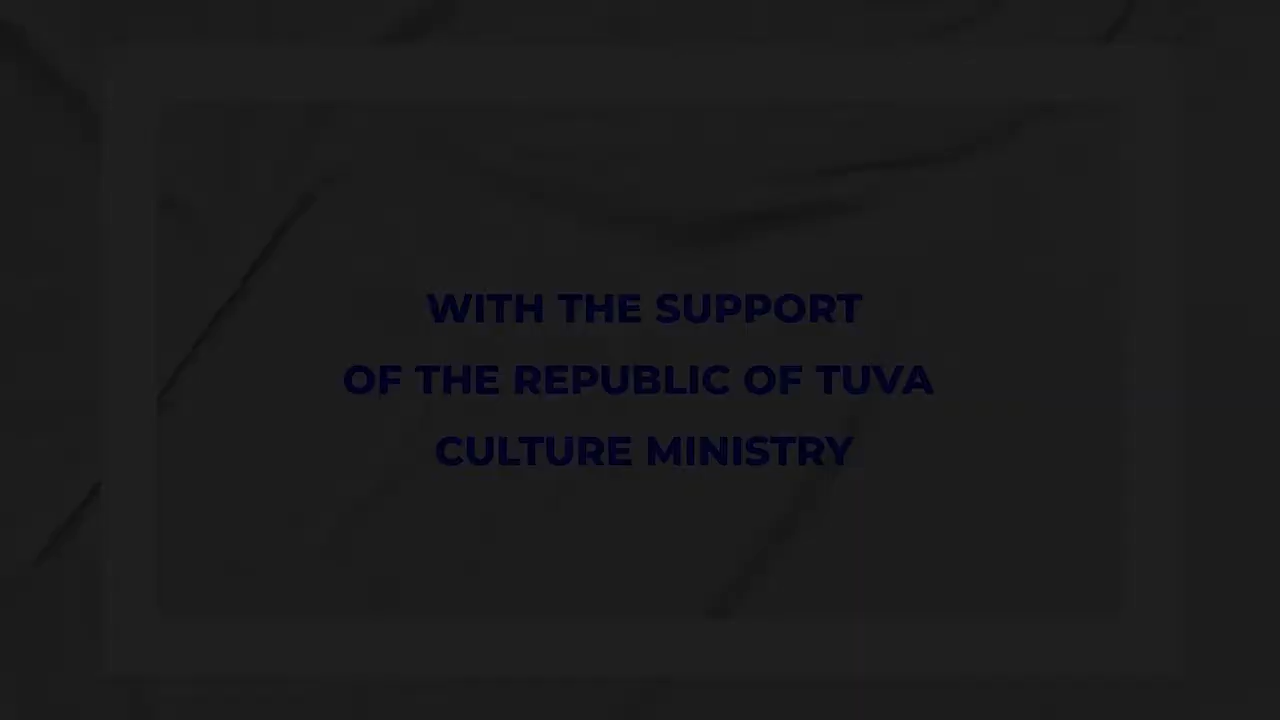 WITH THE SUPPORT
OF THE REPUBLIC OF TUVA
CULTURE MINISTRY